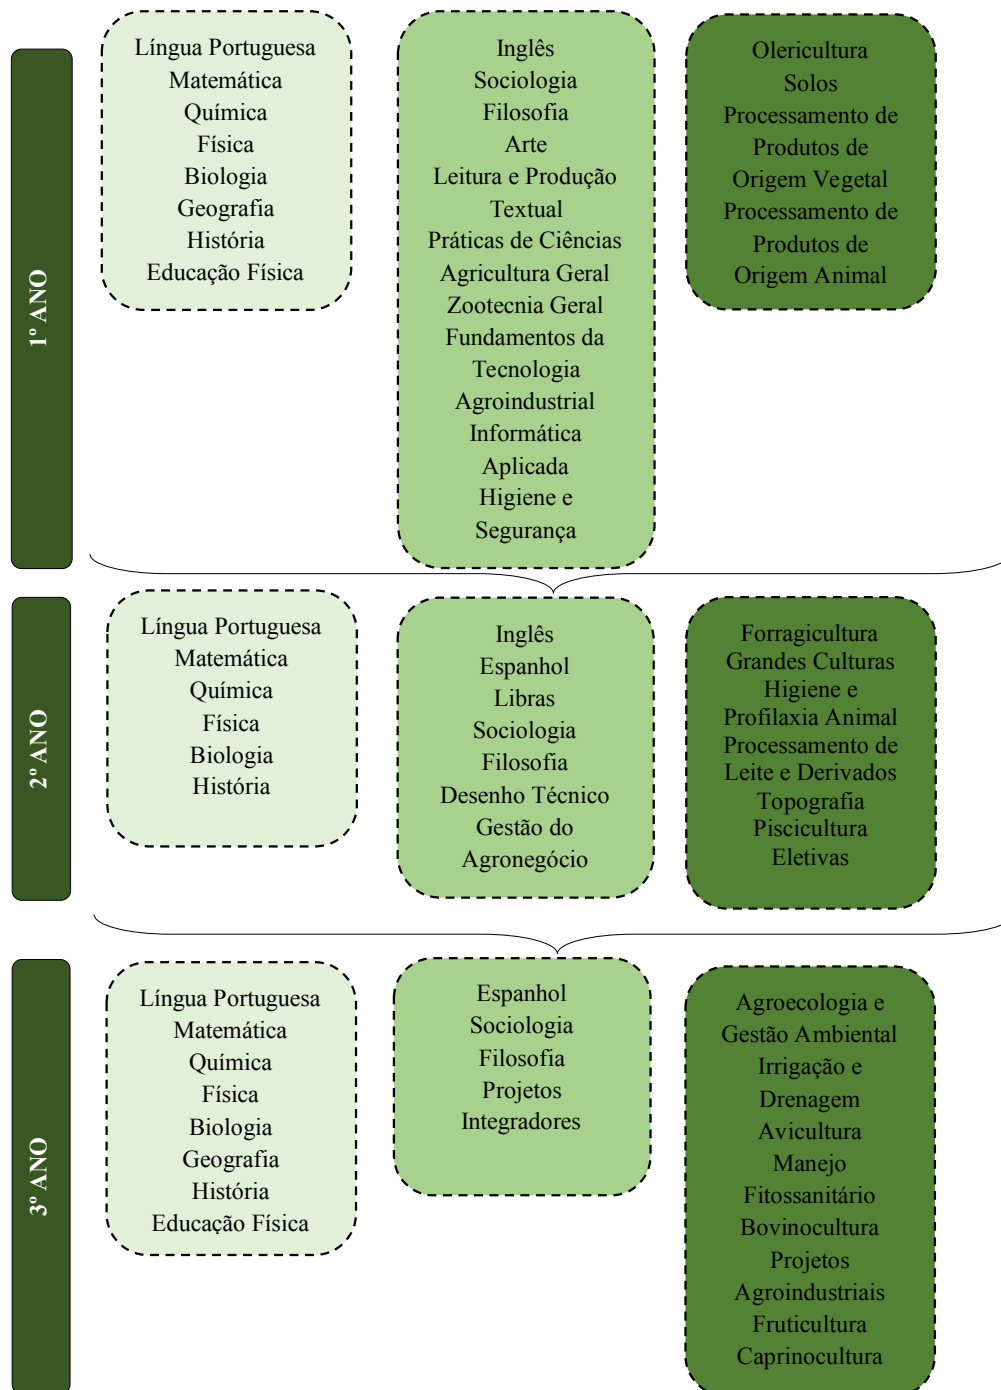 1º ANO
Língua Portuguesa
Matemática
Química
Física
Biologia
Geografia
História
Educação Física
Inglês
Sociologia
Filosofia
Arte
Leitura e Produção
Textual
Práticas de Ciências
Agricultura Geral
Zootecnia Geral
Fundamentos da
Tecnologia
Agroindustrial
Informática
Aplicada
Higiene e
Segurança
Olericultura
Solos
Processamento de
Produtos de
Origem Vegetal
Processamento de
Produtos de
Origem Animal
2º ANO
Língua Portuguesa
Matemática
Química
Física
Biologia
História
Inglês
Espanhol
Libras
Sociologia
Filosofia
Desenho Técnico
Gestão do
Agronegócio
Forragicultura
Grandes Culturas
Higiene e
Profilaxia Animal
Processamento de
Leite e Derivados
Topografia
Piscicultura
Eletivas
3º ANO
Língua Portuguesa
Matemática
Química
Física
Biologia
Geografia
História
Educação Física
Espanhol
Sociologia
Filosofia
Projetos
Integradores
Agroecologia e
Gestão Ambiental
Irrigação e
Drenagem
Avicultura
Manejo
Fitossanitário
Bovinocultura
Projetos
Agroindustriais
Fruticultura
Caprinocultura